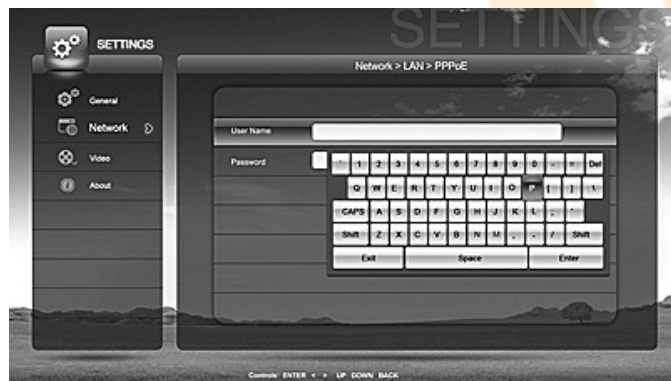 SETTINGS
SETTINGS
Network > LAN > PPPoE
General
Network
Video
About
User Name
Password
` 1 2 3 4 5 6 7 8 9 0 - = Del
Q W E R T Y U I O P [ ] \
CAPS A S D F G H J K L ; '
Shift Z X C V B N M , . / Shift
Exit Space Enter
Controls: ENTER < > UP DOWN BACK